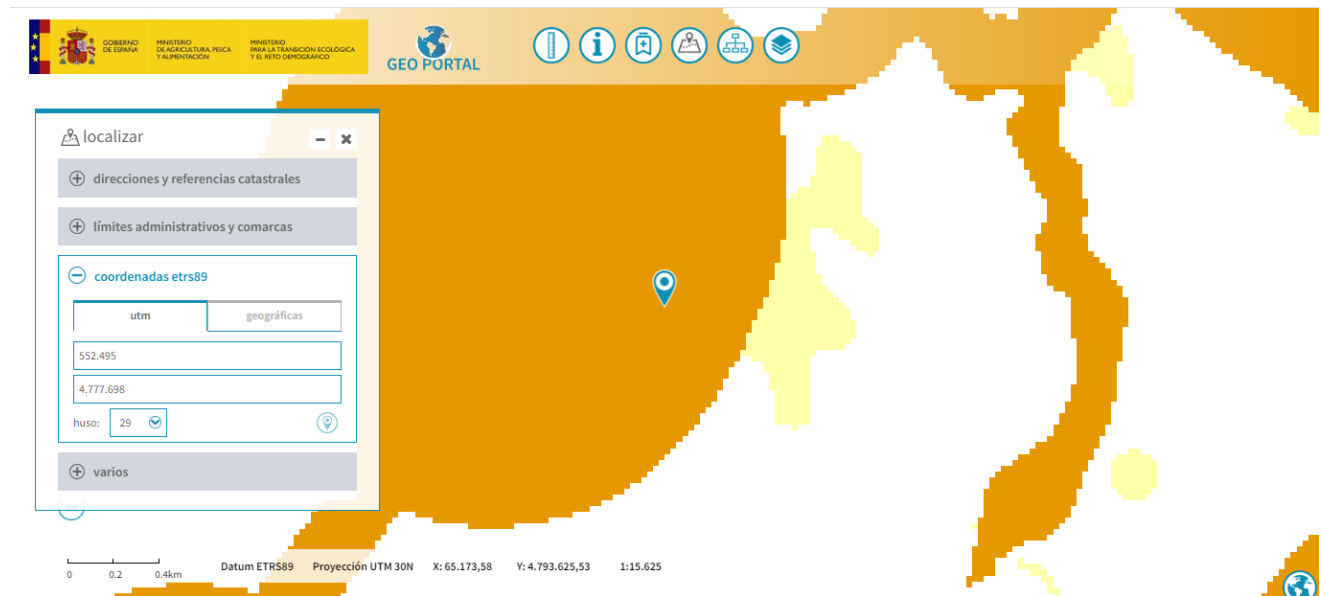 GOBIERNO
DE ESPAÑA
MINISTERIO
DE AGRICULTURA, PESCA
Y ALIMENTACIÓN
MINISTERIO
PARA LA TRANSICIÓN ECOLÓGICA
Y EL RETO DEMOGRÁFICO
GEO PORTAL
localizar
direcciones y referencias catastrales
límites administrativos y comarcas
coordenadas etrs89
utm
geográficas
552.495
4.777.698
huso: 29
varios
0 0.2 0.4km
Datum ETRS89 Proyección UTM 30N X: 65.173,58 Y: 4.793.625,53 1:15.625